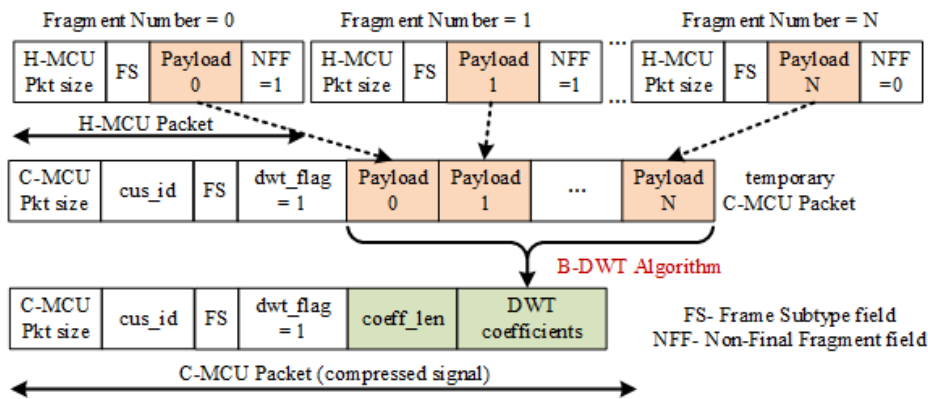 Fragment Number = 0
Fragment Number = 1
Fragment Number = N
H-MCU
Pkt size
FS
Payload
0
NFF
=1
H-MCU
Pkt size
FS
Payload
1
NFF
=1
...
...
H-MCU
Pkt size
FS
Payload
N
NFF
=0
H-MCU Packet
C-MCU
Pkt size
cus_id
FS
dwt_flag
= 1
Payload
0
Payload
1
...
Payload
N
temporary
C-MCU Packet
B-DWT Algorithm
C-MCU
Pkt size
cus_id
FS
dwt_flag
= 1
coeff_len
DWT
coefficients
FS- Frame Subtype field
NFF- Non-Final Fragment field
C-MCU Packet (compressed signal)